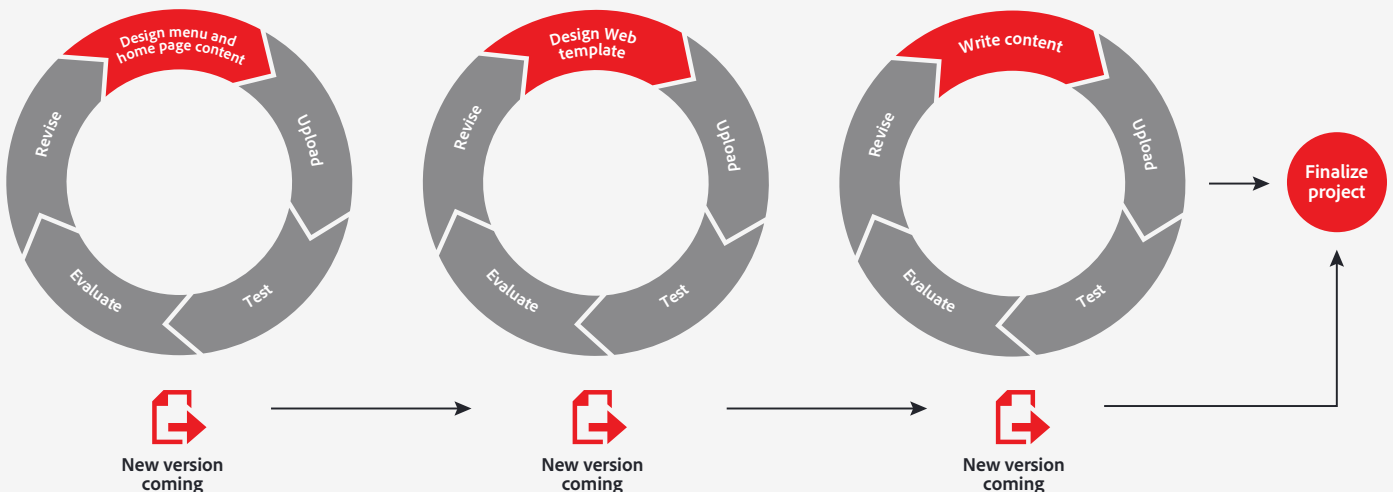 Design menu and
home page content
Upload
Test
Evaluate
Revise
Design Web
template
Upload
Test
Evaluate
Revise
Write content
Upload
Test
Evaluate
Revise
Finalize
project
New version
coming
New version
coming
New version
coming